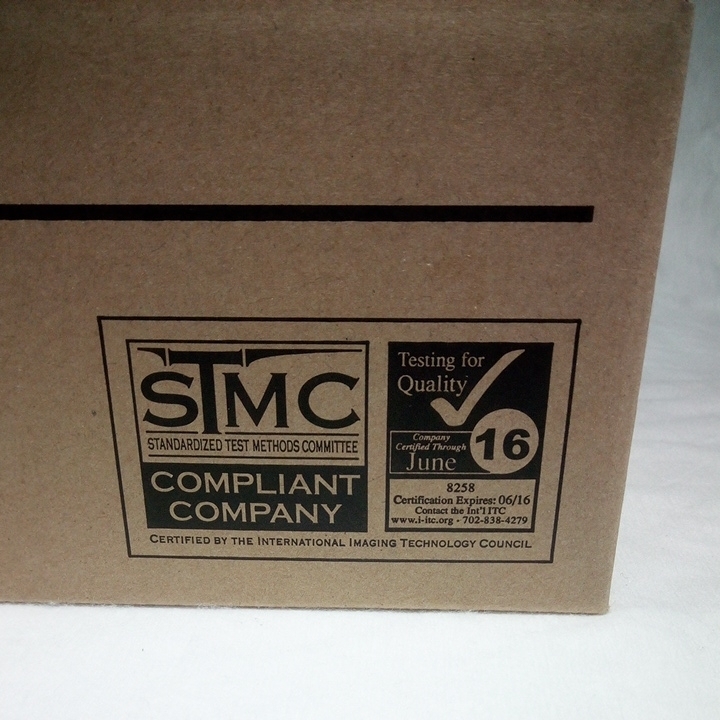 STMC
STANDARDIZED TEST METHODS COMMITTEE
COMPLIANT
COMPANY
Testing for
Quality
Company
Certified Through
June
16
8258
Certification Expires: 06/16
Contact the Int'l ITC
www.i-itc.org · 702-838-4279
CERTIFIED BY THE INTERNATIONAL IMAGING TECHNOLOGY COUNCIL